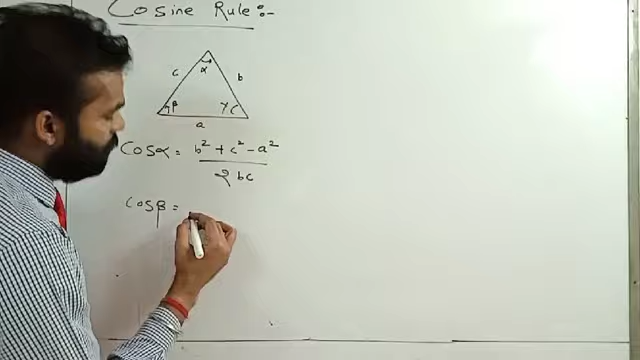 Cosine Rule :-
α
c b
β γ
a
Cosα = b² + c² - a²
2bc
Cosβ =